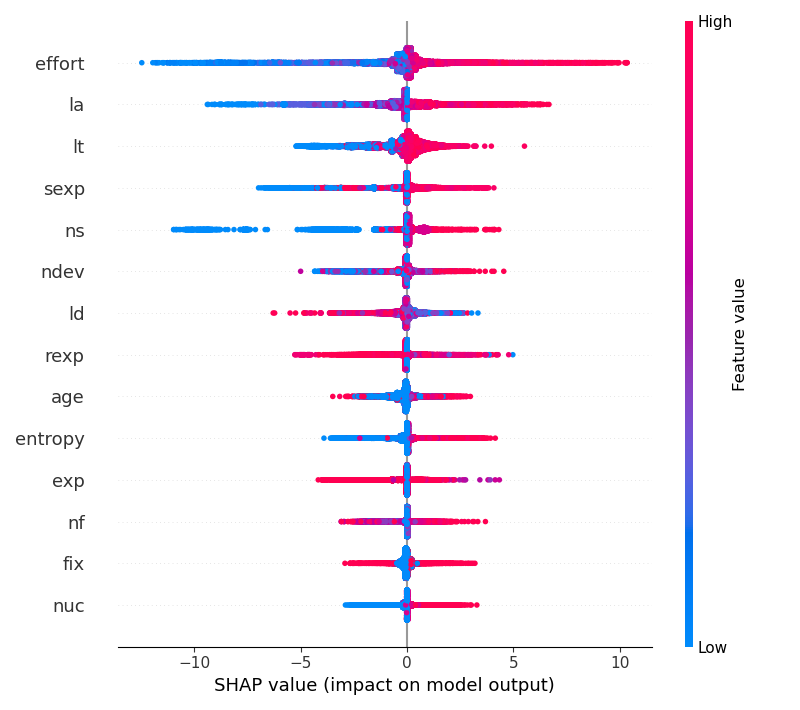 High
effort
la
lt
sexp
ns
ndev
ld
rexp
age
entropy
exp
nf
fix
nuc
Feature value
Low
−10 −5 0 5 10
SHAP value (impact on model output)